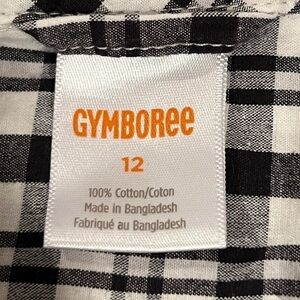 GYMBOREE
12
100% Cotton/Coton
Made in Bangladesh
Fabriqué au Bangladesh